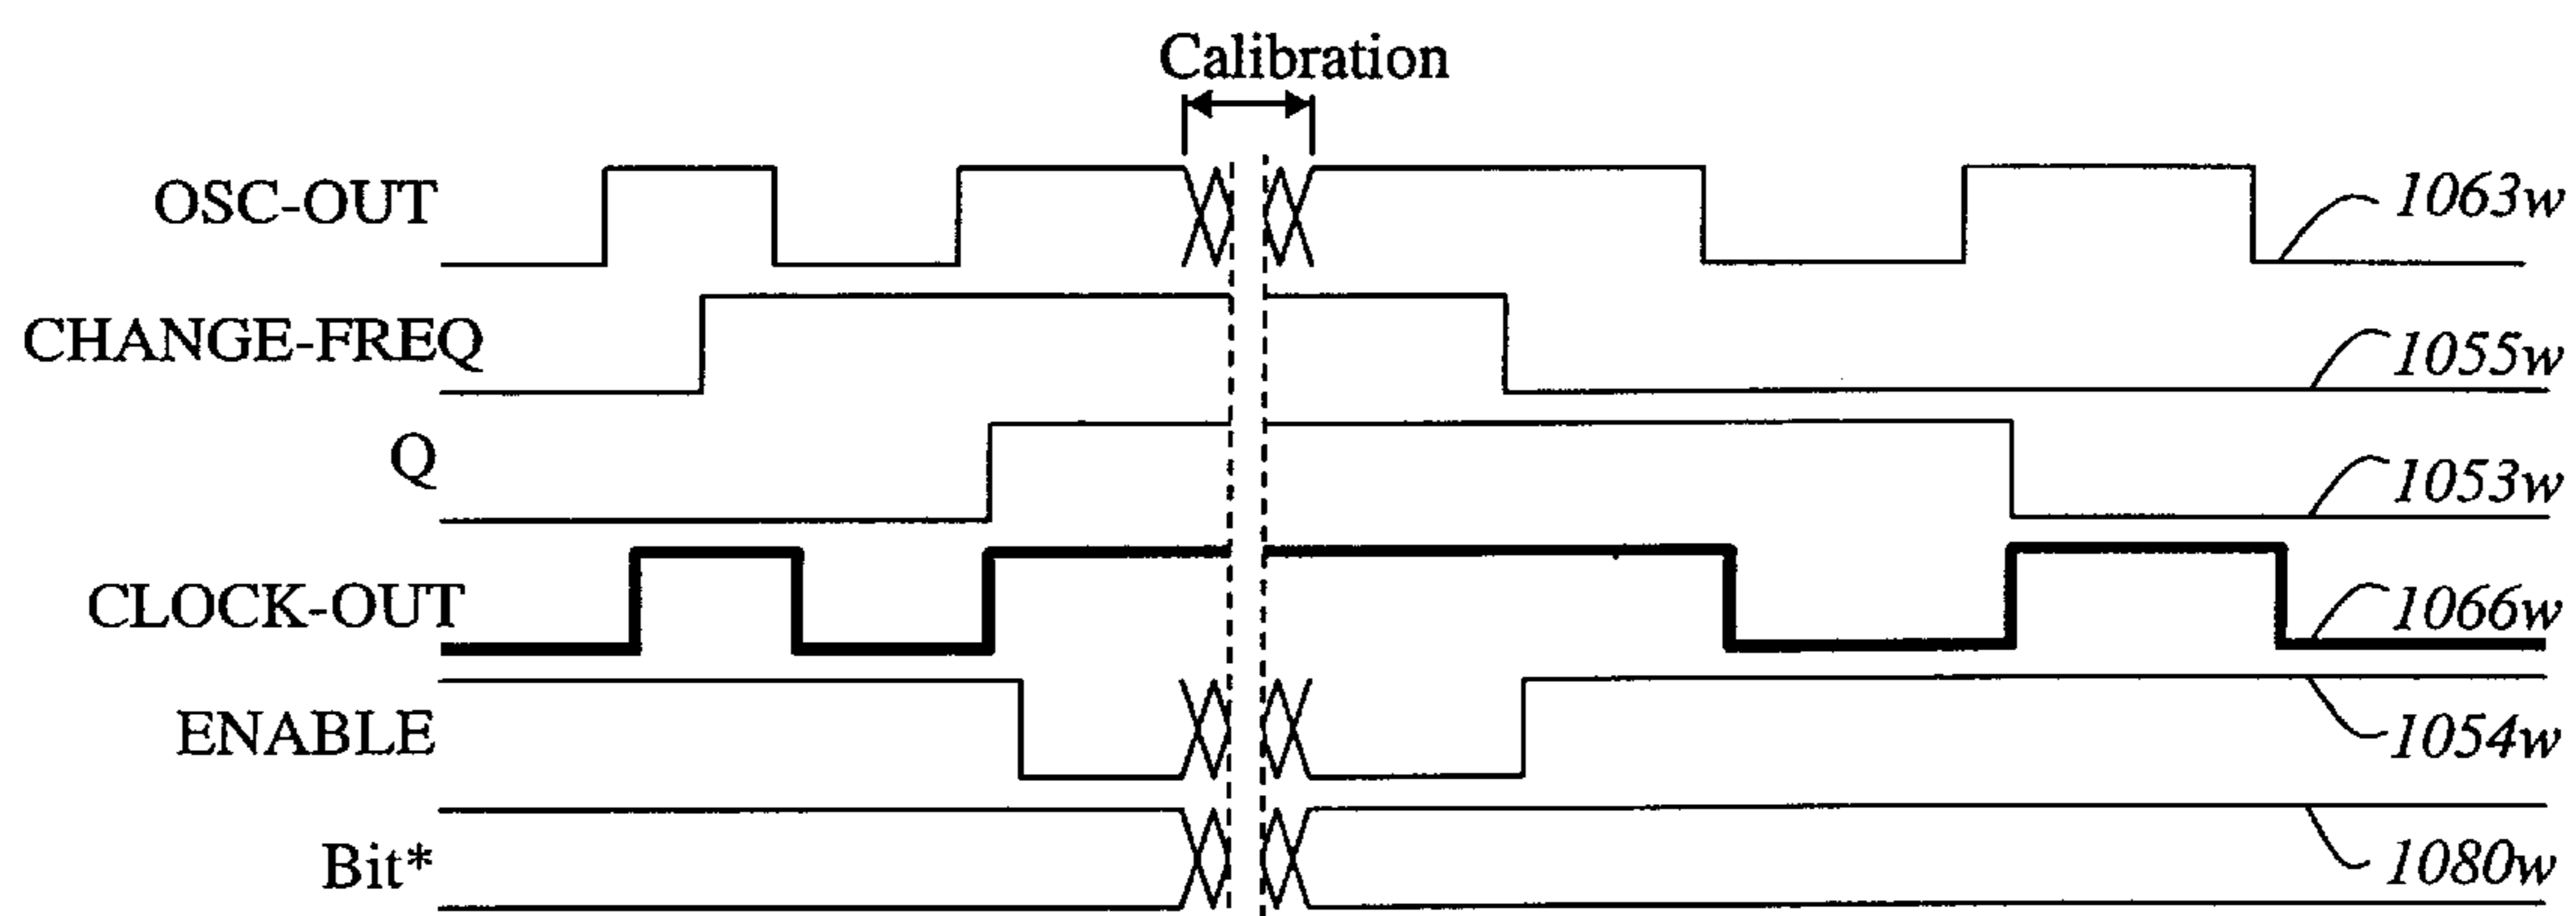 Calibration
OSC-OUT 1063w
CHANGE-FREQ 1055w
Q 1053w
CLOCK-OUT 1066w
ENABLE 1054w
Bit* 1080w